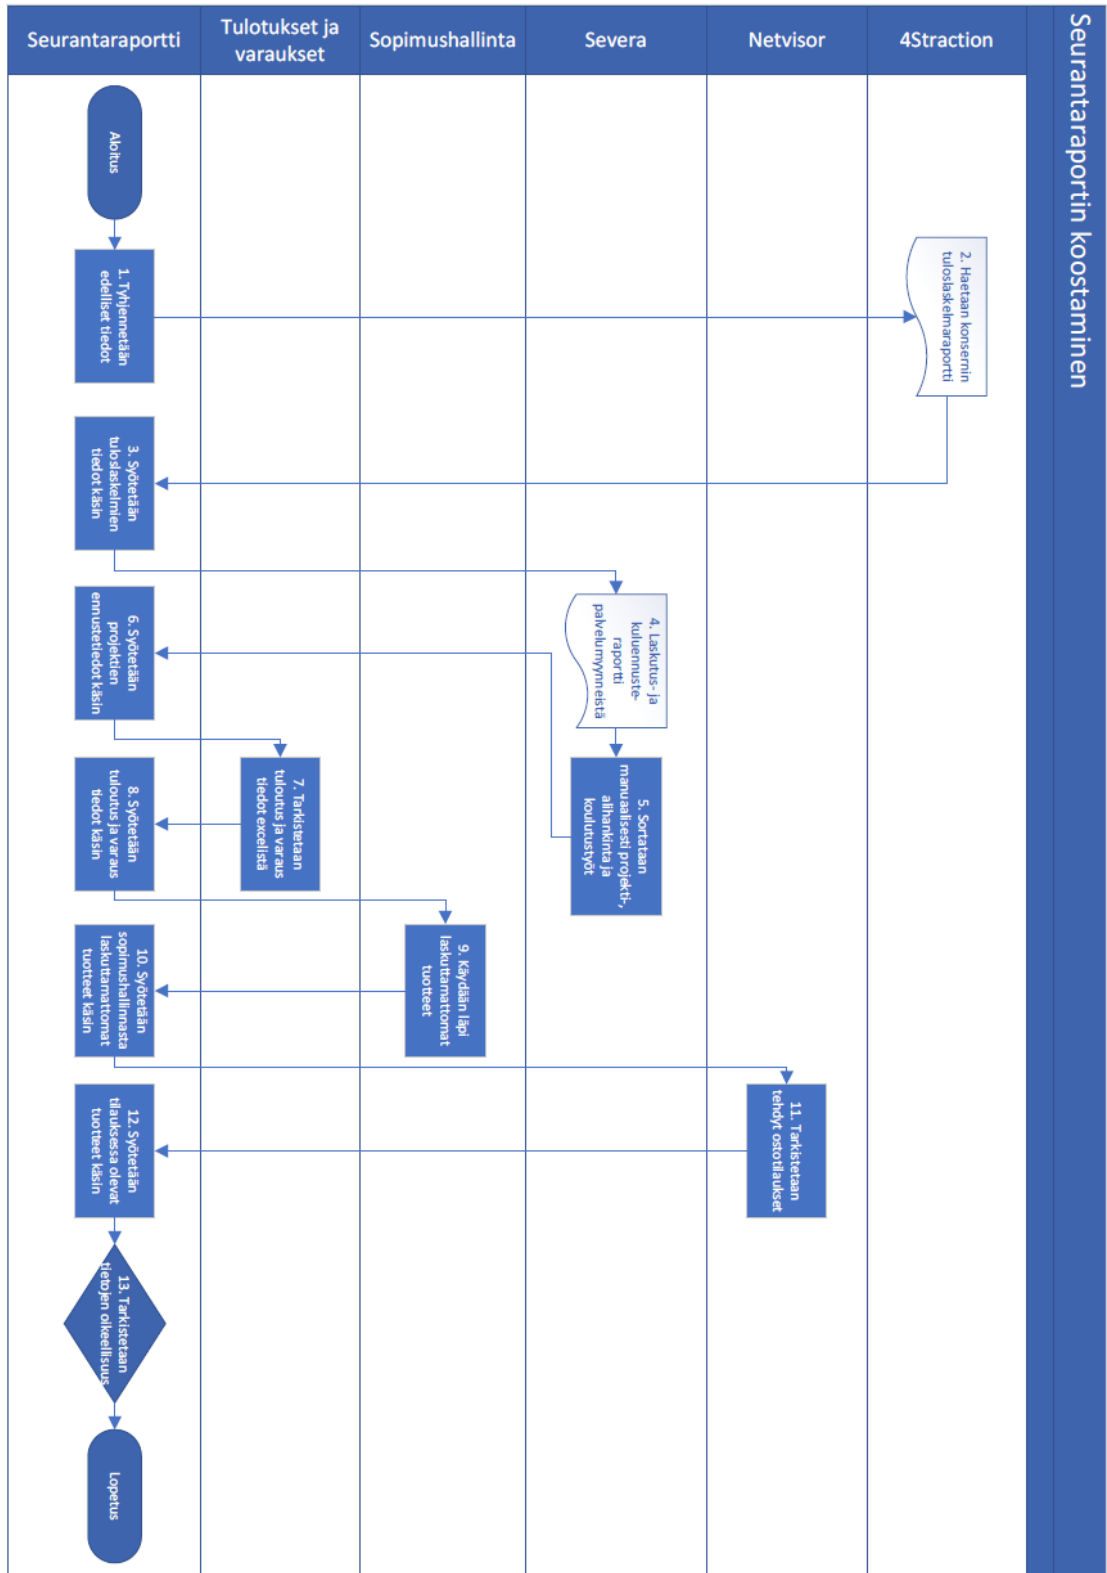 Seurantaraportin koostaminen
Seurantaraportti
Tulotukset ja
varaukset
Sopimushallinta
Severa
Netvisor
4Straction
Aloitus
1. Tyhjennetään
edelliset tiedot
2. Haetaan konsernin
tuloslaskelmaraportti
3. Syötetään
tuloslaskelmien
tiedot käsin
4. Laskutus- ja
kuluennuste-
raportti
palvelumyynneistä
5. Sortataan
manuaalisesti projekti-,
alihankinta ja
koulutustyöt
6. Syötetään
projektien
ennustetiedot käsin
7. Tarkistetaan
tuloutus ja varaus
tiedot excelistä
8. Syötetään
tuloutus ja varaus
tiedot käsin
9. Käydään läpi
laskuttamattomat
tuotteet
10. Syötetään
sopimushallinnasta
laskuttamattomat
tuotteet käsin
11. Tarkistetaan
tehdyt ostotilaukset
12. Syötetään
tilauksessa olevat
tuotteet käsin
13. Tarkistetaan
tietojen oikeellisuus
Lopetus